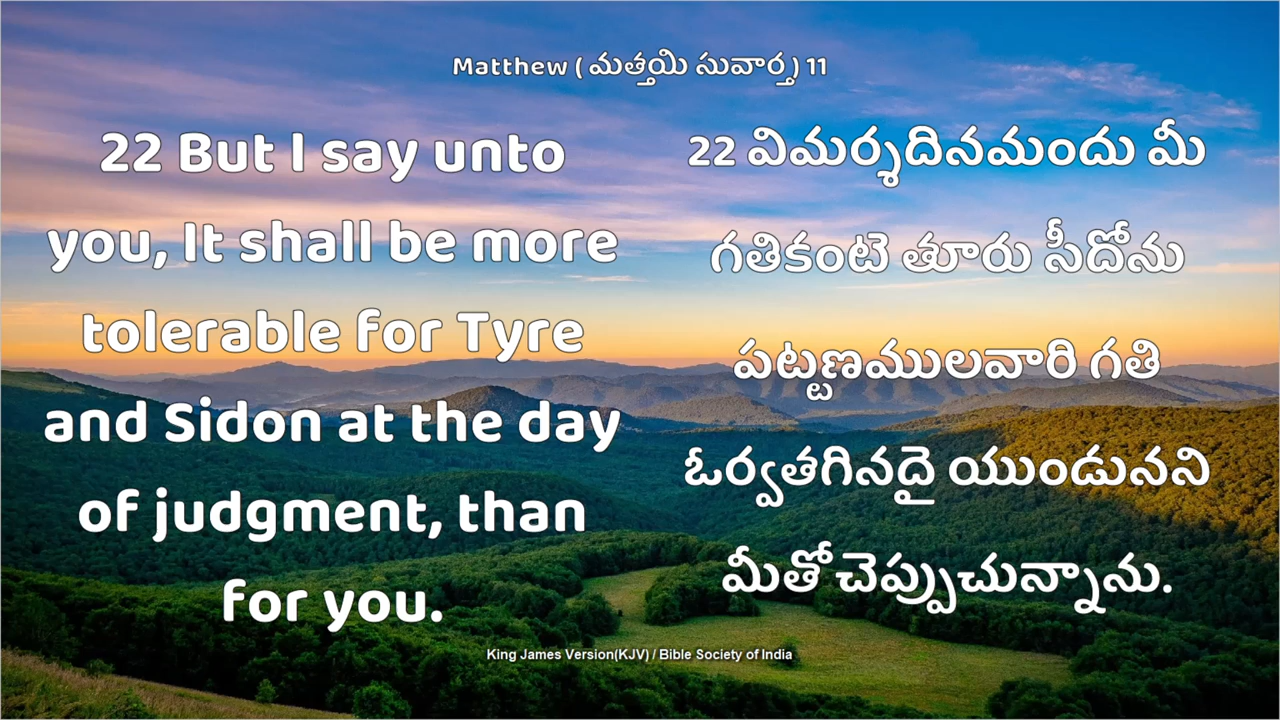 Matthew ( మత్తయి సువార్త) 11
22 But I say unto
you, It shall be more
tolerable for Tyre
and Sidon at the day
of judgment, than
for you.
22 విమర్శదినమందు మీ
గతికంటె తూరు సీదోను
పట్టణములవారి గతి
ఓర్వతగినదై యుండునని
మీతో చెప్పుచున్నాను.
King James Version(KJV) / Bible Society of India